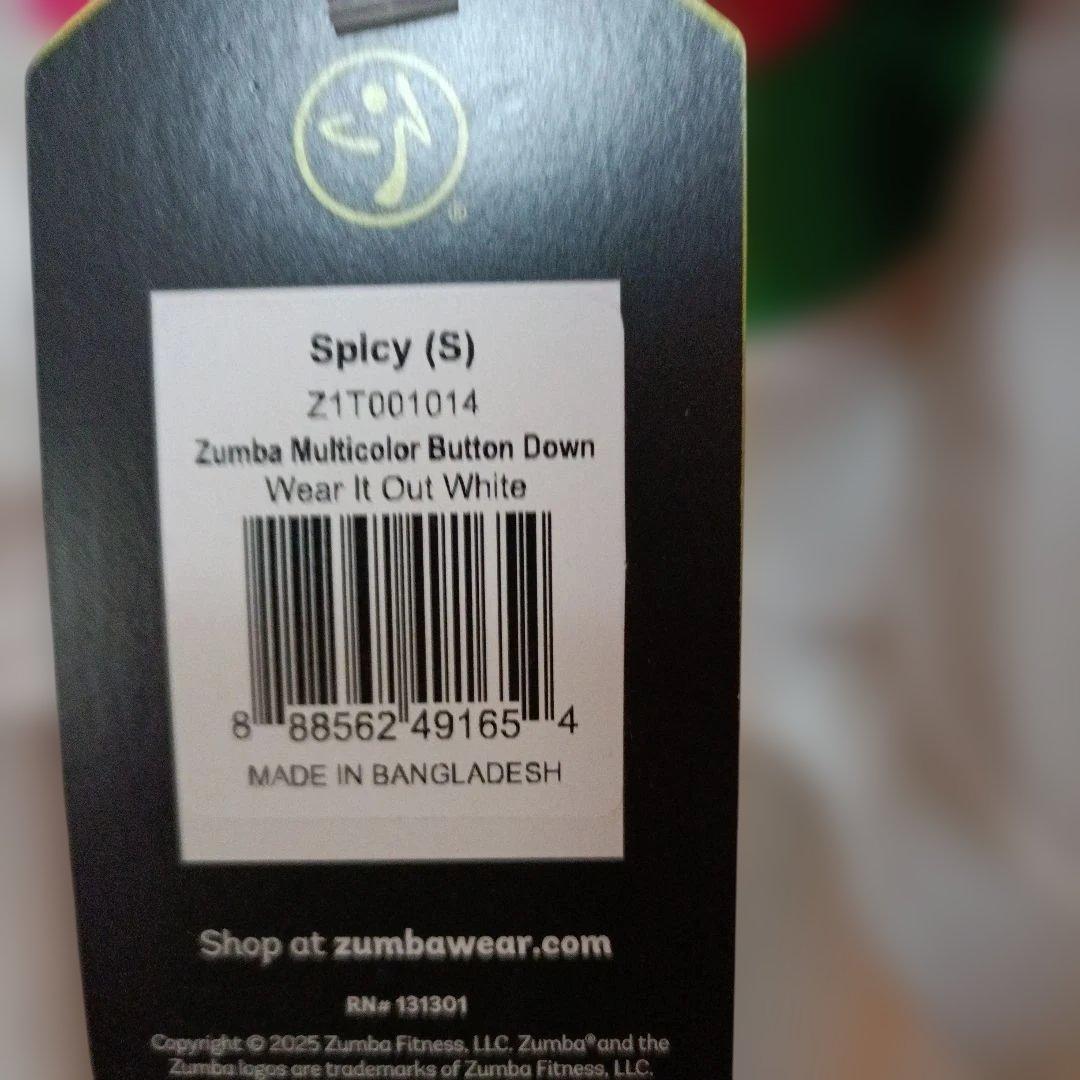 ®
Spicy (S)
Z1T001014
Zumba Multicolor Button Down
Wear It Out White
8 88562 49165 4
MADE IN BANGLADESH
Shop at zumbawear.com
RN# 131301
Copyright © 2025 Zumba Fitness, LLC. Zumba® and the
Zumba logos are trademarks of Zumba Fitness, LLC.